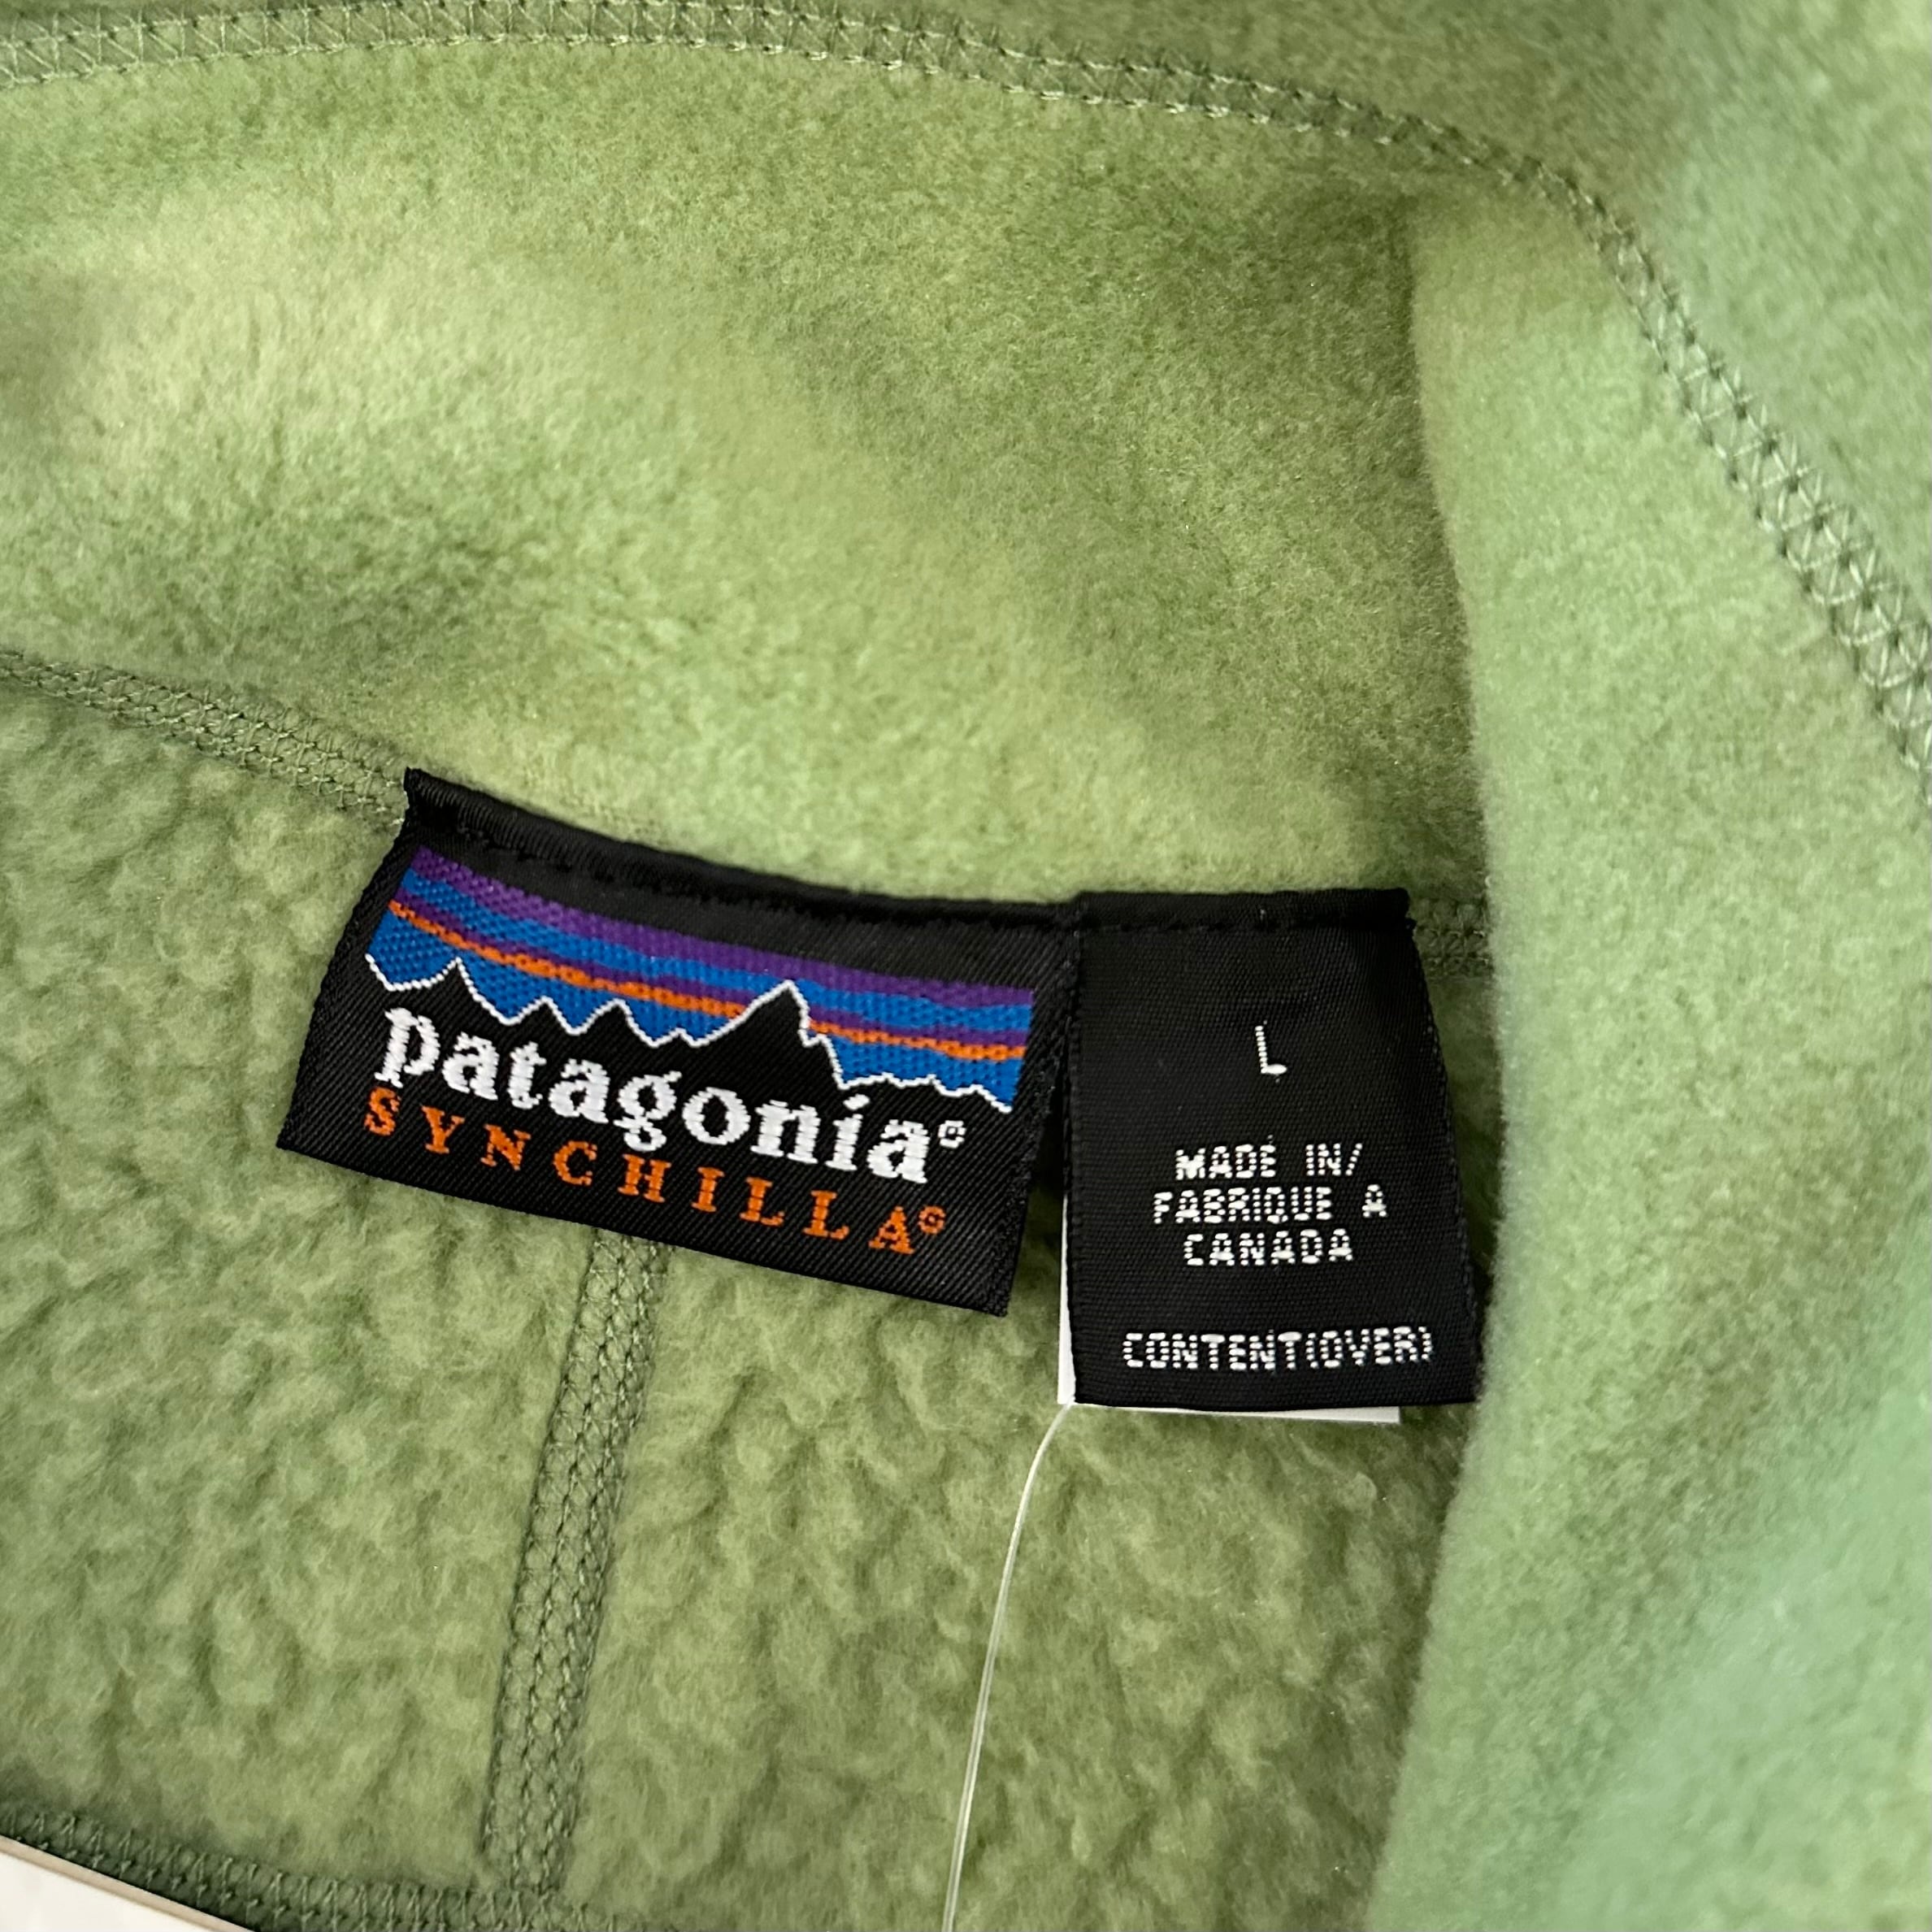 patagonia®
SYNCHILLA®
L
MADE IN/
FABRIQUE A
CANADA
CONTENT(OVER)